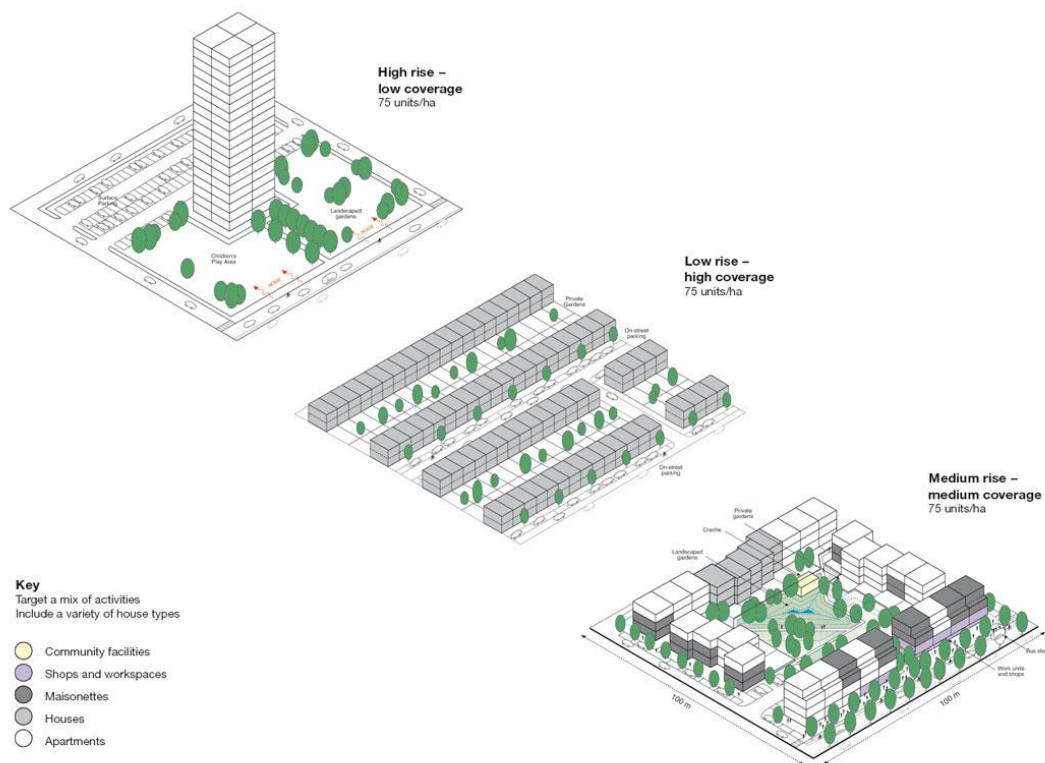 High rise –
low coverage
75 units/ha
Surface
Parking
Landscaped
gardens
NOISE
Children's
Play Area
NOISE
Low rise –
high coverage
75 units/ha
Private
Gardens
On-street
parking
On-street
parking
Medium rise –
medium coverage
75 units/ha
Private
gardens
Creche
Landscaped
gardens
Key
Target a mix of activities
Include a variety of house types
Community facilities
Shops and workspaces
Maisonettes
Houses
Apartments
Work units
and shops
100 m
100 m